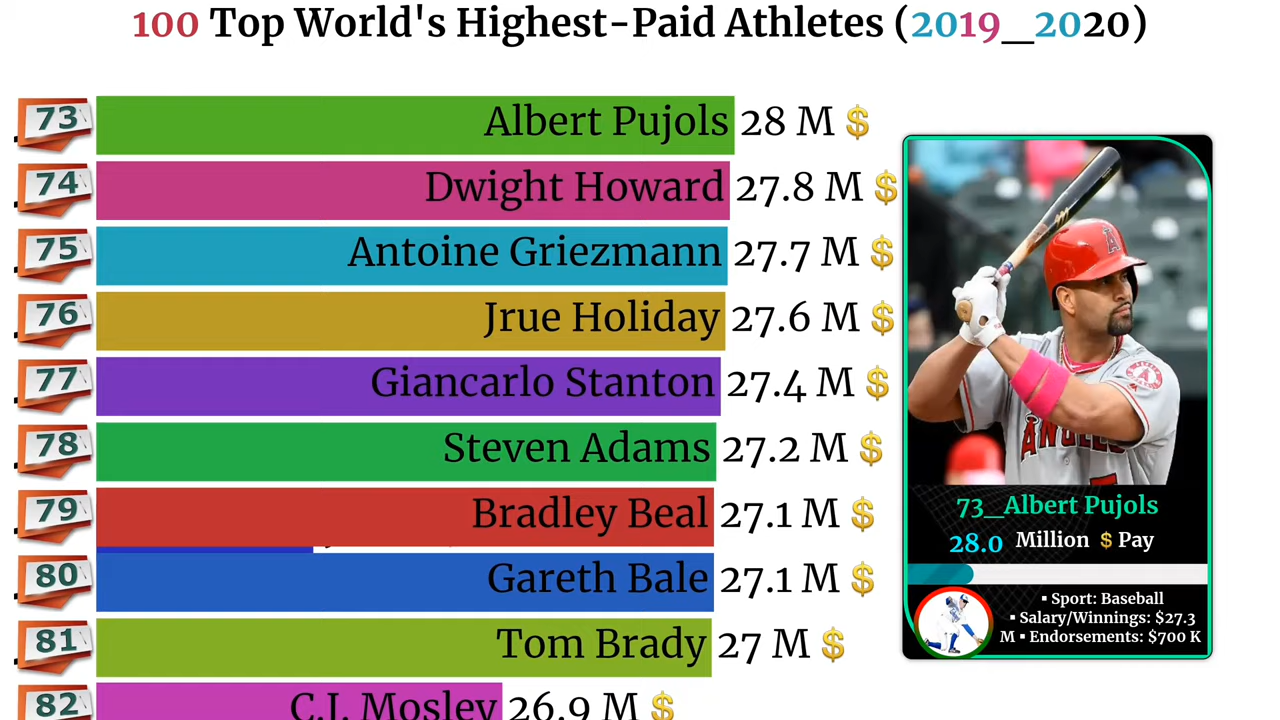 100 Top World's Highest-Paid Athletes (2019_2020)
73 Albert Pujols 28 M $
74 Dwight Howard 27.8 M $
75 Antoine Griezmann 27.7 M $
76 Jrue Holiday 27.6 M $
77 Giancarlo Stanton 27.4 M $
78 Steven Adams 27.2 M $
79 Bradley Beal 27.1 M $
80 Gareth Bale 27.1 M $
81 Tom Brady 27 M $
82 C.J. Mosley 26.9 M $
A
ANGELS
73_Albert Pujols
28.0 Million $ Pay
▪ Sport: Baseball
▪ Salary/Winnings: $27.3
M ▪ Endorsements: $700 K